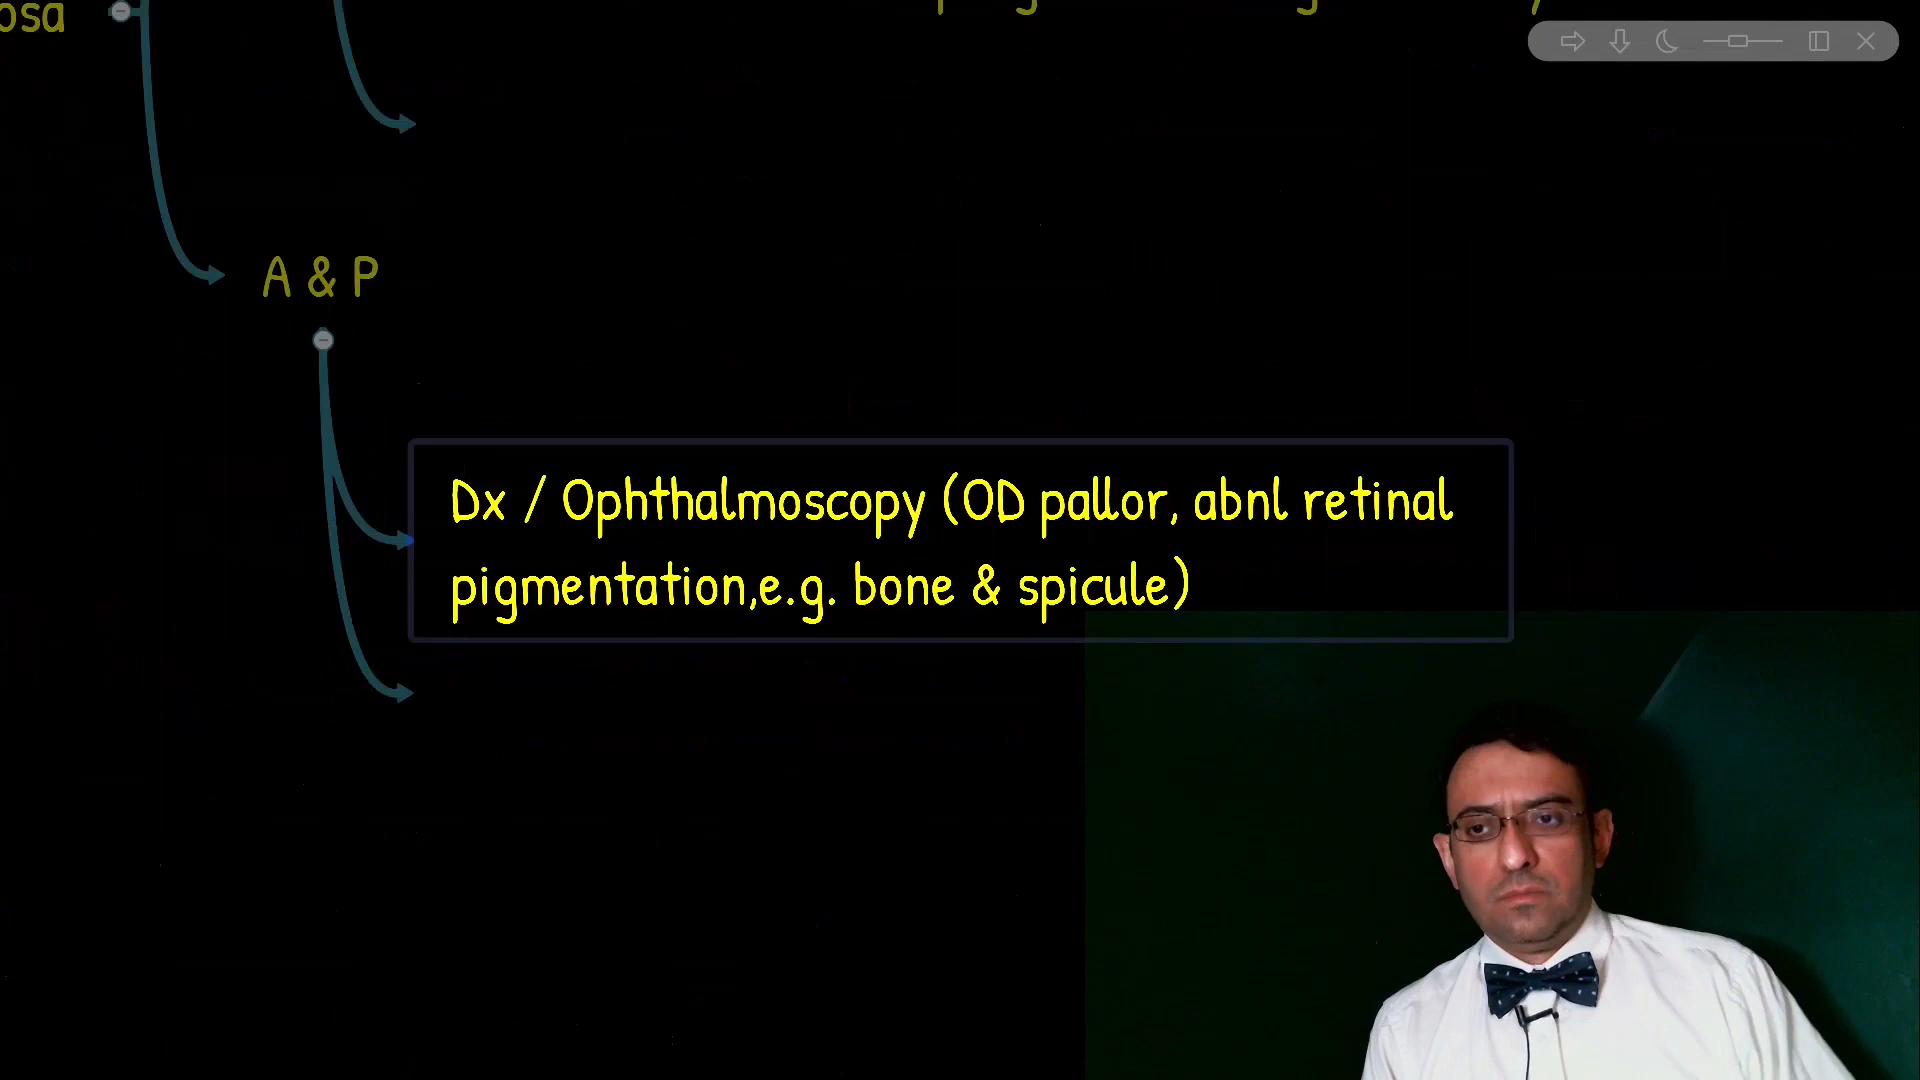 osa
A & P
Dx / Ophthalmoscopy (OD pallor, abnl retinal
pigmentation,e.g. bone & spicule)